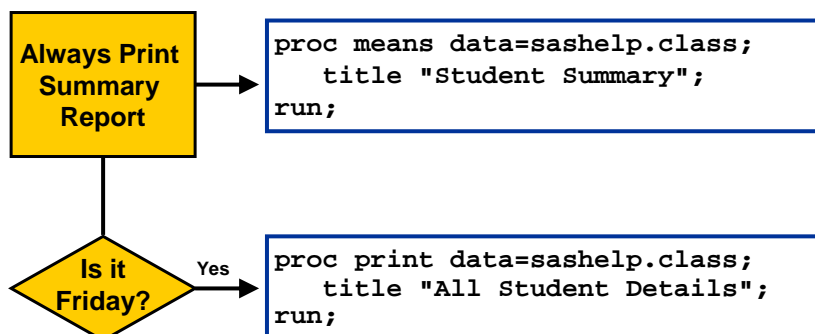 Always Print
Summary
Report
proc means data=sashelp.class;
   title "Student Summary";
run;
Is it
Friday?
Yes
proc print data=sashelp.class;
   title "All Student Details";
run;